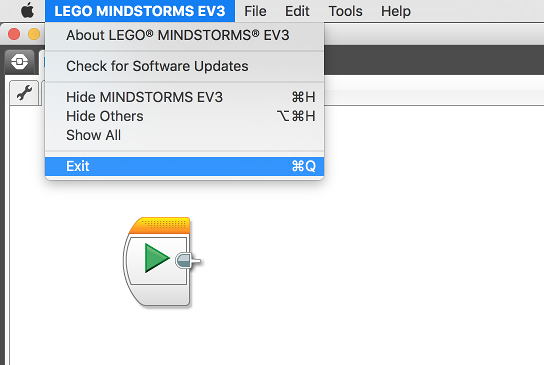 LEGO MINDSTORMS EV3 File Edit Tools Help
About LEGO® MINDSTORMS® EV3
Check for Software Updates
Hide MINDSTORMS EV3 ⌘H
Hide Others ⌥⌘H
Show All
Exit ⌘Q